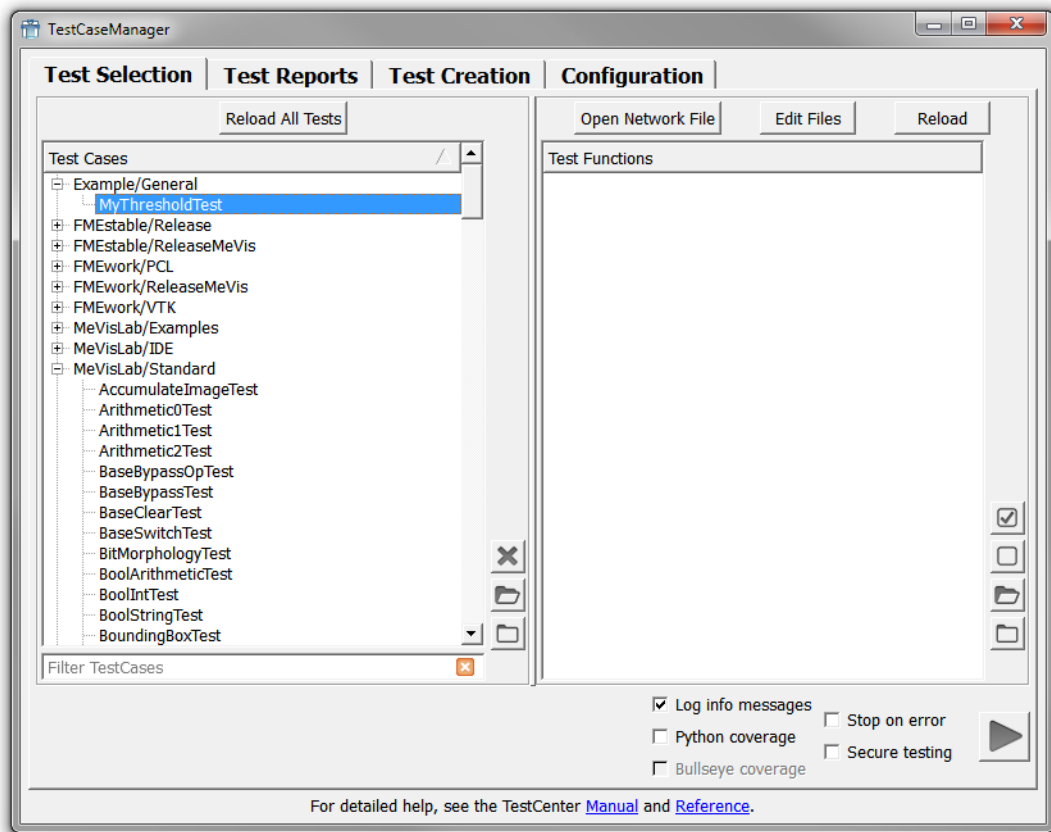 TestCaseManager
Test Selection Test Reports Test Creation Configuration
Reload All Tests
Open Network File Edit Files Reload
Test Cases
Test Functions
Example/General
MyThresholdTest
FMEstable/Release
FMEstable/ReleaseMeVis
FMEwork/PCL
FMEwork/ReleaseMeVis
FMEwork/VTK
MeVisLab/Examples
MeVisLab/IDE
MeVisLab/Standard
AccumulateImageTest
Arithmetic0Test
Arithmetic1Test
Arithmetic2Test
BaseBypassOpTest
BaseBypassTest
BaseClearTest
BaseSwitchTest
BitMorphologyTest
BoolArithmeticTest
BoolIntTest
BoolStringTest
BoundingBoxTest
Filter TestCases
Log info messages
Python coverage
Bullseye coverage
Stop on error
Secure testing
For detailed help, see the TestCenter Manual and Reference.